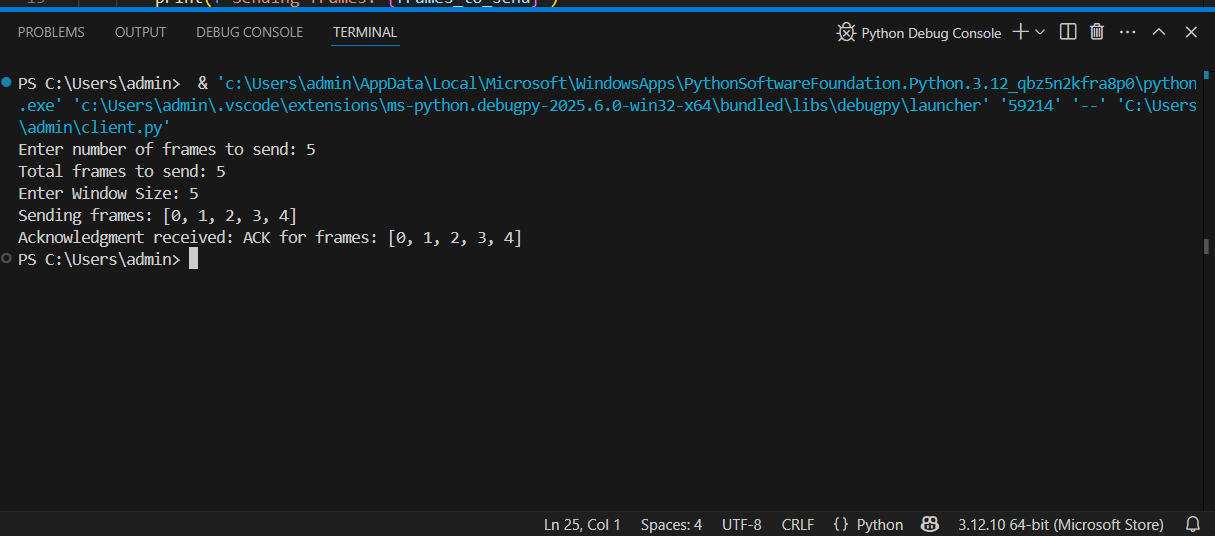 19 print(f"Sending frames: {frames_to_send}")
PROBLEMS OUTPUT DEBUG CONSOLE TERMINAL Python Debug Console
PS C:\Users\admin>  & 'c:\Users\admin\AppData\Local\Microsoft\WindowsApps\PythonSoftwareFoundation.Python.3.12_qbz5n2kfra8p0\python
.exe' 'c:\Users\admin\.vscode\extensions\ms-python.debugpy-2025.6.0-win32-x64\bundled\libs\debugpy\launcher' '59214' '--' 'C:\Users
\admin\client.py'
Enter number of frames to send: 5
Total frames to send: 5
Enter Window Size: 5
Sending frames: [0, 1, 2, 3, 4]
Acknowledgment received: ACK for frames: [0, 1, 2, 3, 4]
PS C:\Users\admin>
Ln 25, Col 1 Spaces: 4 UTF-8 CRLF {} Python 3.12.10 64-bit (Microsoft Store)